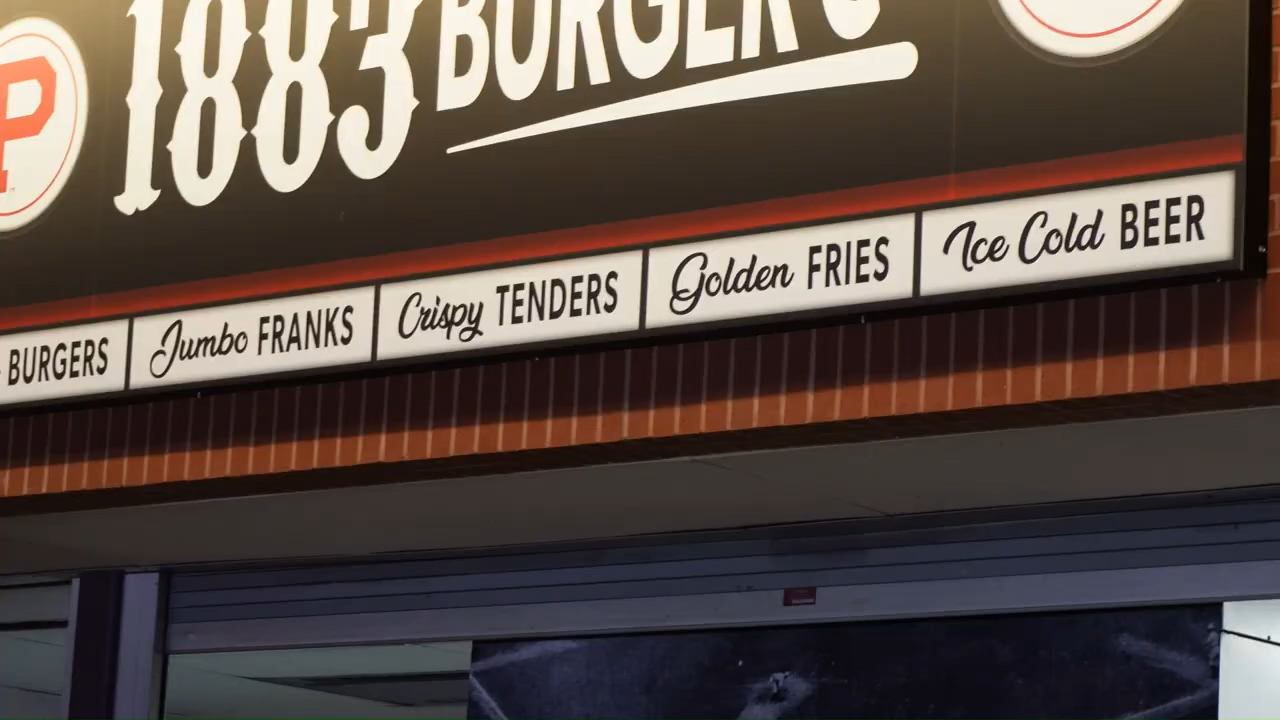 P
1883 BURGER'S
BURGERS
Jumbo FRANKS
Crispy TENDERS
Golden FRIES
Ice Cold BEER